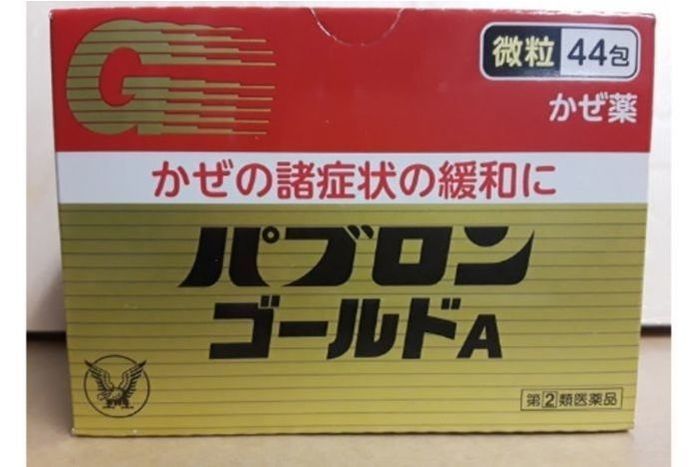 G
微粒 44包
かぜ薬
かぜの諸症状の緩和に
パブロン
ゴールドA
第②類医薬品